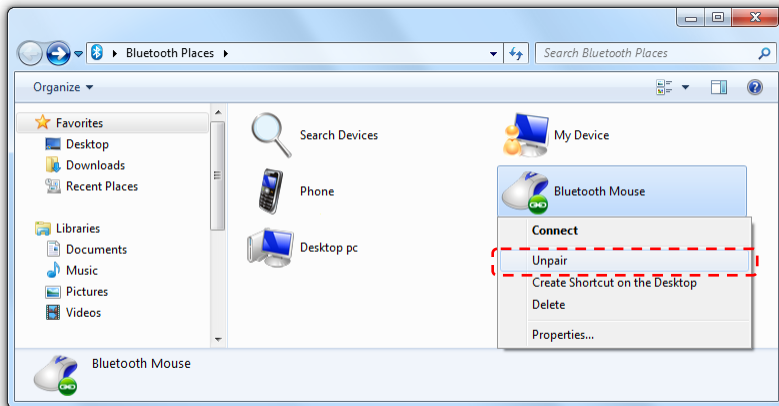 Bluetooth Places
Search Bluetooth Places
Organize
Favorites
Desktop
Downloads
Recent Places
Libraries
Documents
Music
Pictures
Videos
Search Devices
My Device
Phone
Bluetooth Mouse
Desktop pc
Connect
Unpair
Create Shortcut on the Desktop
Delete
Properties...
Bluetooth Mouse